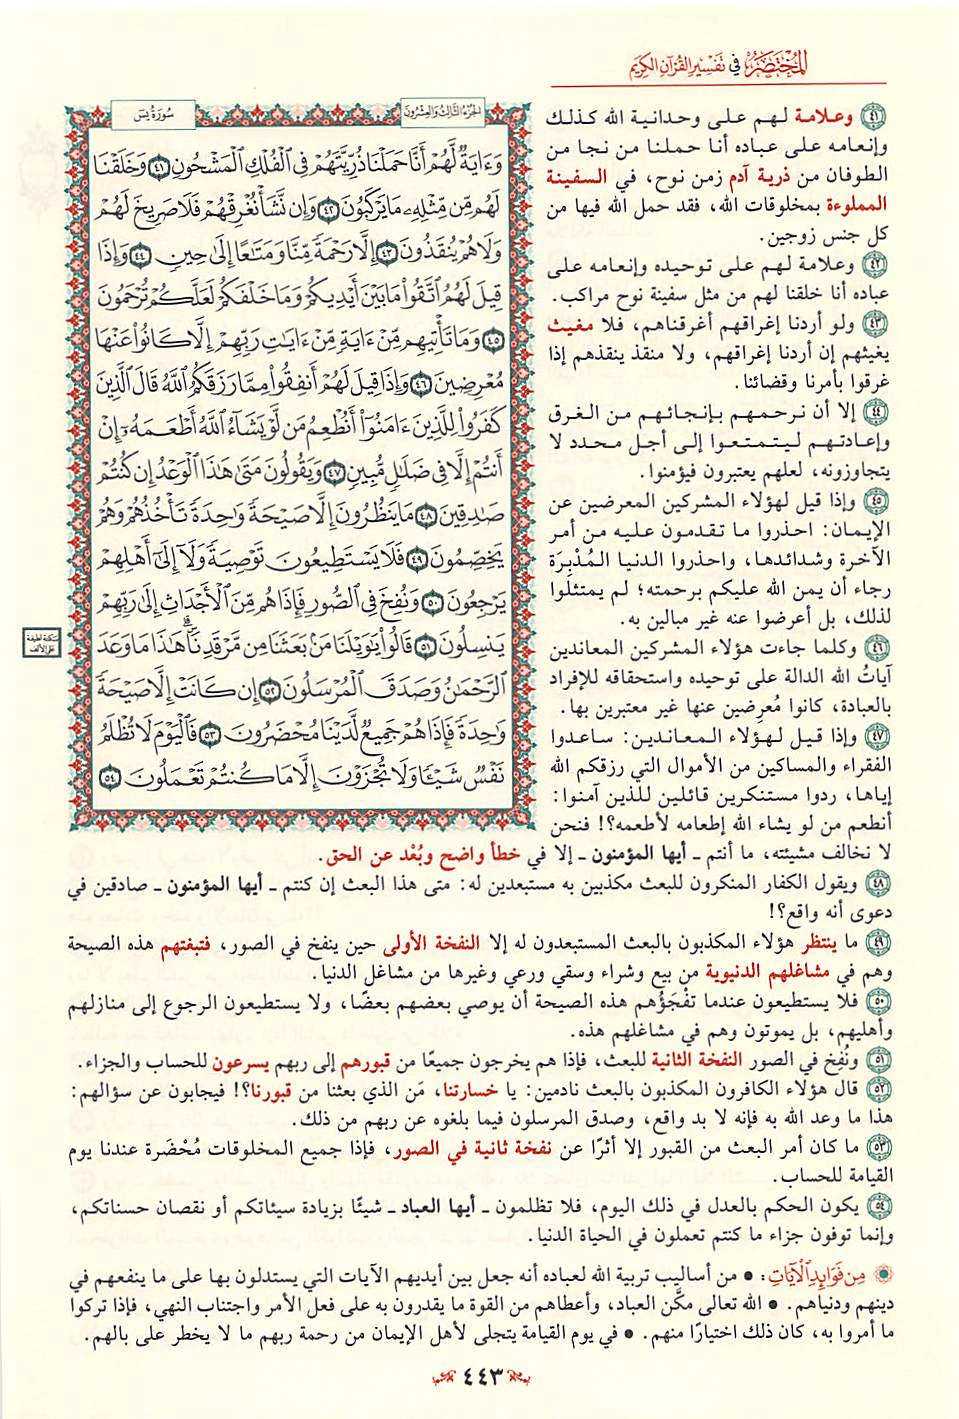 المختصر في تفسير القرآن الكريم
الجزء الثالث والعشرون
سورة يس
وَءَايَةٌ لَّهُمْ أَنَّا حَمَلْنَا ذُرِّيَّتَهُمْ فِي ٱلْفُلْكِ ٱلْمَشْحُونِ ٤١ وَخَلَقْنَا
لَهُم مِّن مِّثْلِهِۦ مَا يَرْكَبُونَ ٤٢ وَإِن نَّشَأْ نُغْرِقْهُمْ فَلَا صَرِيخَ لَهُمْ
وَلَا هُمْ يُنقَذُونَ ٤٣ إِلَّا رَحْمَةً مِّنَّا وَمَتَٰعًا إِلَىٰ حِينٍ ٤٤ وَإِذَا
قِيلَ لَهُمُ ٱتَّقُوا۟ مَا بَيْنَ أَيْدِيكُمْ وَمَا خَلْفَكُمْ لَعَلَّكُمْ تُرْحَمُونَ
٤٥ وَمَا تَأْتِيهِم مِّنْ ءَايَةٍ مِّنْ ءَايَٰتِ رَبِّهِمْ إِلَّا كَانُوا۟ عَنْهَا
مُعْرِضِينَ ٤٦ وَإِذَا قِيلَ لَهُمْ أَنفِقُوا۟ مِمَّا رَزَقَكُمُ ٱللَّهُ قَالَ ٱلَّذِينَ
كَفَرُوا۟ لِلَّذِينَ ءَامَنُوٓا۟ أَنُطْعِمُ مَن لَّوْ يَشَآءُ ٱللَّهُ أَطْعَمَهُۥٓ إِنْ
أَنتُمْ إِلَّا فِي ضَلَٰلٍ مُّبِينٍ ٤٧ وَيَقُولُونَ مَتَىٰ هَٰذَا ٱلْوَعْدُ إِن كُنتُمْ
صَٰدِقِينَ ٤٨ مَا يَنظُرُونَ إِلَّا صَيْحَةً وَٰحِدَةً تَأْخُذُهُمْ وَهُمْ
يَخِصِّمُونَ ٤٩ فَلَا يَسْتَطِيعُونَ تَوْصِيَةً وَلَآ إِلَىٰٓ أَهْلِهِمْ
يَرْجِعُونَ ٥٠ وَنُفِخَ فِي ٱلصُّورِ فَإِذَا هُم مِّنَ ٱلْأَجْدَاثِ إِلَىٰ رَبِّهِمْ
يَنسِلُونَ ٥١ قَالُوا۟ يَٰوَيْلَنَا مَنۢ بَعَثَنَا مِن مَّرْقَدِنَاۜ هَٰذَا مَا وَعَدَ
ٱلرَّحْمَٰنُ وَصَدَقَ ٱلْمُرْسَلُونَ ٥٢ إِن كَانَتْ إِلَّا صَيْحَةً
وَٰحِدَةً فَإِذَا هُمْ جَمِيعٌ لَّدَيْنَا مُحْضَرُونَ ٥٣ فَٱلْيَوْمَ لَا تُظْلَمُ
نَفْسٌ شَيْـًٔا وَلَا تُجْزَوْنَ إِلَّا مَا كُنتُمْ تَعْمَلُونَ ٥٤
سكتة لطيفة
على الألف
٤١ وعلامة لهم على وحدانية الله كذلك
وإنعامه على عباده أنا حملنا من نجا من
الطوفان من ذرية آدم زمن نوح، في السفينة
المملوءة بمخلوقات الله، فقد حمل الله فيها من
كل جنس زوجين.
٤٢ وعلامة لهم على توحيده وإنعامه على
عباده أنا خلقنا لهم من مثل سفينة نوح مراكب.
٤٣ ولو أردنا إغراقهم أغرقناهم، فلا مغيث
يغيثهم إن أردنا إغراقهم، ولا منقذ ينقذهم إذا
غرقوا بأمرنا وقضائنا.
٤٤ إلا أن نرحمهم بإنجائهم من الغرق
وإعادتهم ليتمتعوا إلى أجل محدد لا
يتجاوزونه، لعلهم يعتبرون فيؤمنوا.
٤٥ وإذا قيل لهؤلاء المشركين المعرضين عن
الإيمان: احذروا ما تقدمون عليه من أمر
الآخرة وشدائدها، واحذروا الدنيا المُدْبِرَة
رجاء أن يمن الله عليكم برحمته؛ لم يمتثلوا
لذلك، بل أعرضوا عنه غير مبالين به.
٤٦ وكلما جاءت هؤلاء المشركين المعاندين
آياتُ الله الدالة على توحيده واستحقاقه للإفراد
بالعبادة، كانوا مُعرِضين عنها غير معتبرين بها.
٤٧ وإذا قيل لهؤلاء المعاندين: ساعدوا
الفقراء والمساكين من الأموال التي رزقكم الله
إياها، ردوا مستنكرين قائلين للذين آمنوا:
أنطعم من لو يشاء الله إطعامه لأطعمه؟! فنحن
لا نخالف مشيئته، ما أنتم ـ أيها المؤمنون ـ إلا في خطأ واضح وبُعْد عن الحق.
٤٨ ويقول الكفار المنكرون للبعث مكذبين به مستبعدين له: متى هذا البعث إن كنتم ـ أيها المؤمنون ـ صادقين في
دعوى أنه واقع؟!
٤٩ ما ينتظر هؤلاء المكذبون بالبعث المستبعدون له إلا النفخة الأولى حين ينفخ في الصور، فتبغتهم هذه الصيحة
وهم في مشاغلهم الدنيوية من بيع وشراء وسقي ورعي وغيرها من مشاغل الدنيا.
٥٠ فلا يستطيعون عندما تفْجَؤُهم هذه الصيحة أن يوصي بعضهم بعضًا، ولا يستطيعون الرجوع إلى منازلهم
وأهليهم، بل يموتون وهم في مشاغلهم هذه.
٥١ ونُفِخ في الصور النفخة الثانية للبعث، فإذا هم يخرجون جميعًا من قبورهم إلى ربهم يسرعون للحساب والجزاء.
٥٢ قال هؤلاء الكافرون المكذبون بالبعث نادمين: يا خسارتنا، مَن الذي بعثنا من قبورنا؟! فيجابون عن سؤالهم:
هذا ما وعد الله به فإنه لا بد واقع، وصدق المرسلون فيما بلغوه عن ربهم من ذلك.
٥٣ ما كان أمر البعث من القبور إلا أثرًا عن نفخة ثانية في الصور، فإذا جميع المخلوقات مُحْضَرة عندنا يوم
القيامة للحساب.
٥٤ يكون الحكم بالعدل في ذلك اليوم، فلا تظلمون ـ أيها العباد ـ شيئًا بزيادة سيئاتكم أو نقصان حسناتكم،
وإنما توفون جزاء ما كنتم تعملون في الحياة الدنيا.
من فوائد الآيات: • من أساليب تربية الله لعباده أنه جعل بين أيديهم الآيات التي يستدلون بها على ما ينفعهم في
دينهم ودنياهم. • الله تعالى مكَّن العباد، وأعطاهم من القوة ما يقدرون به على فعل الأمر واجتناب النهي، فإذا تركوا
ما أمروا به، كان ذلك اختيارًا منهم. • في يوم القيامة يتجلى لأهل الإيمان من رحمة ربهم ما لا يخطر على بالهم.
٤٤٣